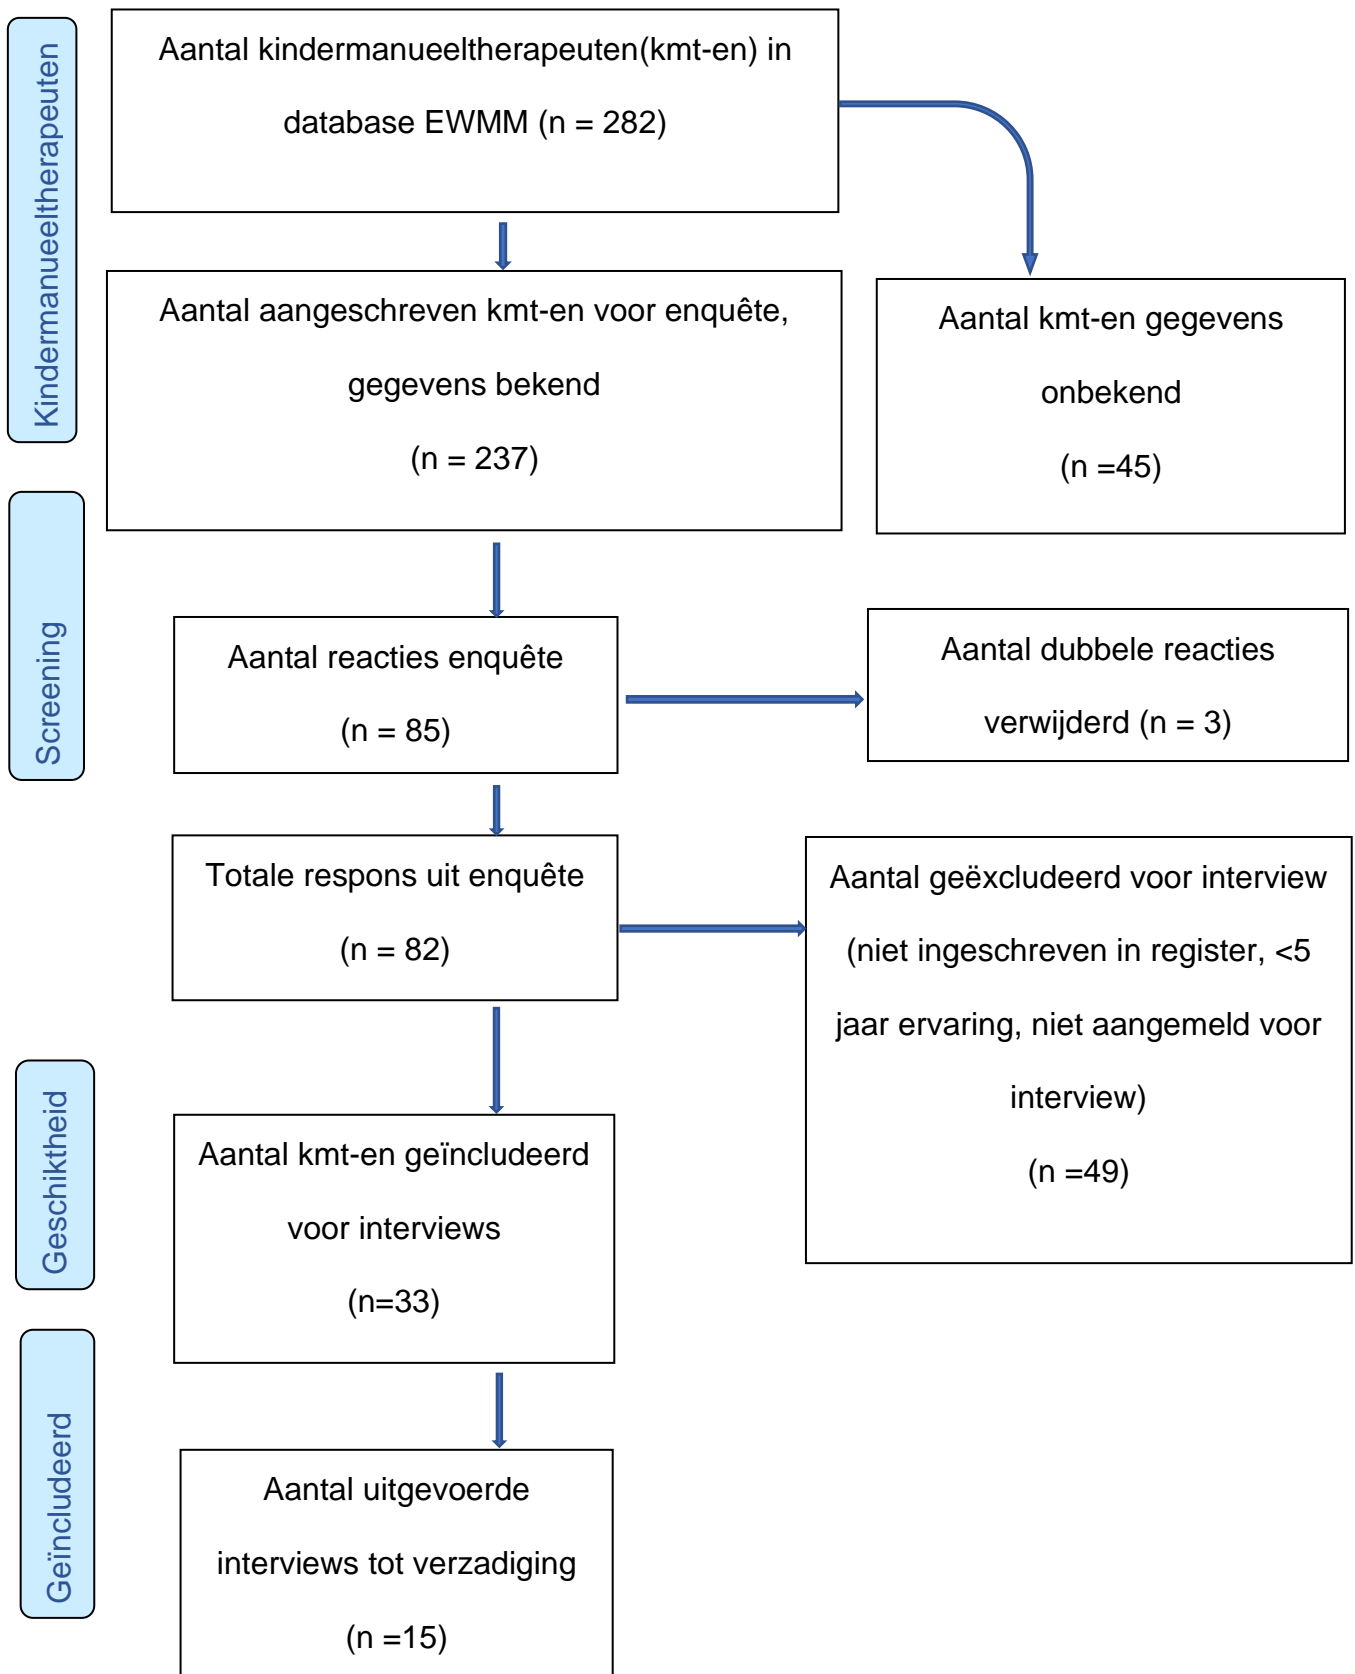 Kindermanueeltherapeuten
Aantal kindermanueeltherapeuten(kmt-en) in
database EWMM (n = 282)
Aantal aangeschreven kmt-en voor enquête,
gegevens bekend
(n = 237)
Aantal kmt-en gegevens
onbekend
(n =45)
Screening
Aantal reacties enquête
(n = 85)
Aantal dubbele reacties
verwijderd (n = 3)
Totale respons uit enquête
(n = 82)
Aantal geëxcludeerd voor interview
(niet ingeschreven in register, <5
jaar ervaring, niet aangemeld voor
interview)
(n =49)
Geschiktheid
Aantal kmt-en geïncludeerd
voor interviews
(n=33)
Geïncludeerd
Aantal uitgevoerde
interviews tot verzadiging
(n =15)